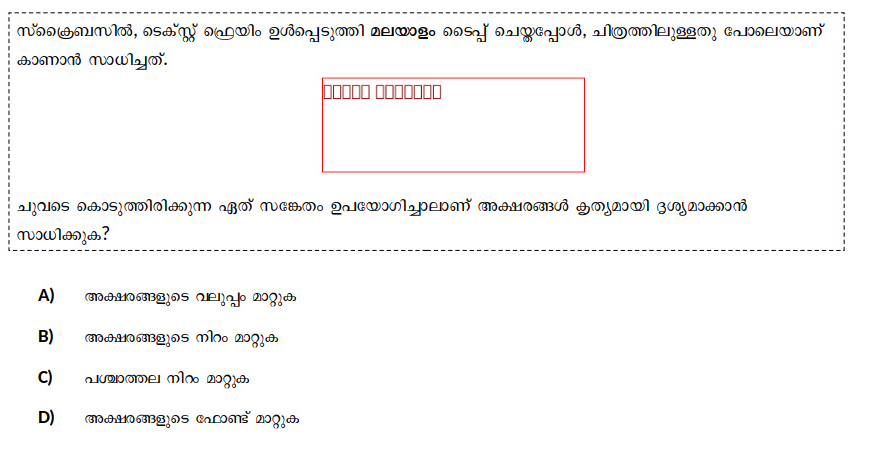 സ്ക്രൈബസിൽ, ടെക്സ്റ്റ് ഫ്രെയിം ഉൾപ്പെടുത്തി മലയാളം ടൈപ്പ് ചെയ്തപ്പോൾ, ചിത്രത്തിലുള്ളതു പോലെയാണ്
കാണാൻ സാധിച്ചത്.
ചുവടെ കൊടുത്തിരിക്കുന്ന ഏത് സങ്കേതം ഉപയോഗിച്ചാലാണ് അക്ഷരങ്ങൾ കൃത്യമായി ദൃശ്യമാക്കാൻ
സാധിക്കുക?
A) അക്ഷരങ്ങളുടെ വലുപ്പം മാറ്റുക
B) അക്ഷരങ്ങളുടെ നിറം മാറ്റുക
C) പശ്ചാത്തല നിറം മാറ്റുക
D) അക്ഷരങ്ങളുടെ ഫോണ്ട് മാറ്റുക